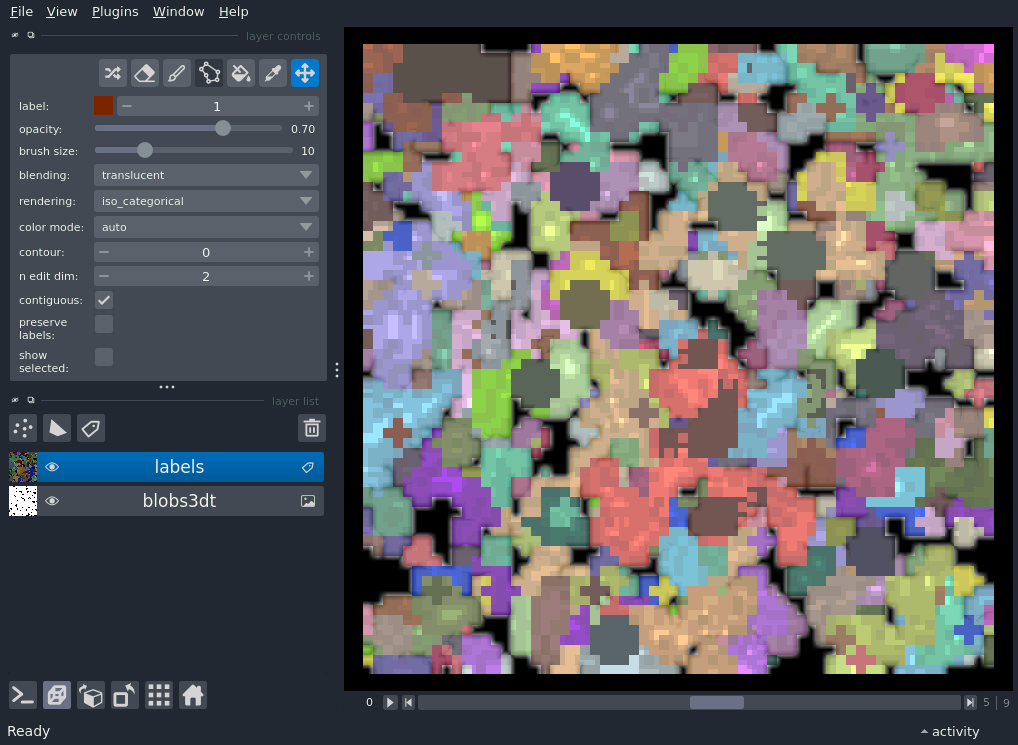 File View Plugins Window Help
layer controls
label: 1
opacity: 0.70
brush size: 10
blending: translucent
rendering: iso_categorical
color mode: auto
contour: 0
n edit dim: 2
contiguous:
preserve
labels:
show
selected:
layer list
labels
blobs3dt
0 5 | 9
Ready activity